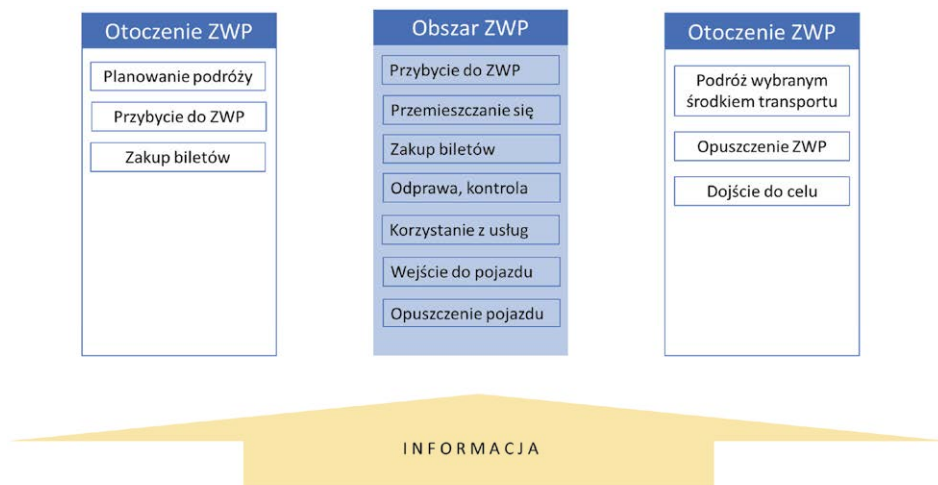 Otoczenie ZWP
Planowanie podróży
Przybycie do ZWP
Zakup biletów
Obszar ZWP
Przybycie do ZWP
Przemieszczanie się
Zakup biletów
Odprawa, kontrola
Korzystanie z usług
Wejście do pojazdu
Opuszczenie pojazdu
Otoczenie ZWP
Podróż wybranym
środkiem transportu
Opuszczenie ZWP
Dojście do celu
INFORMACJA